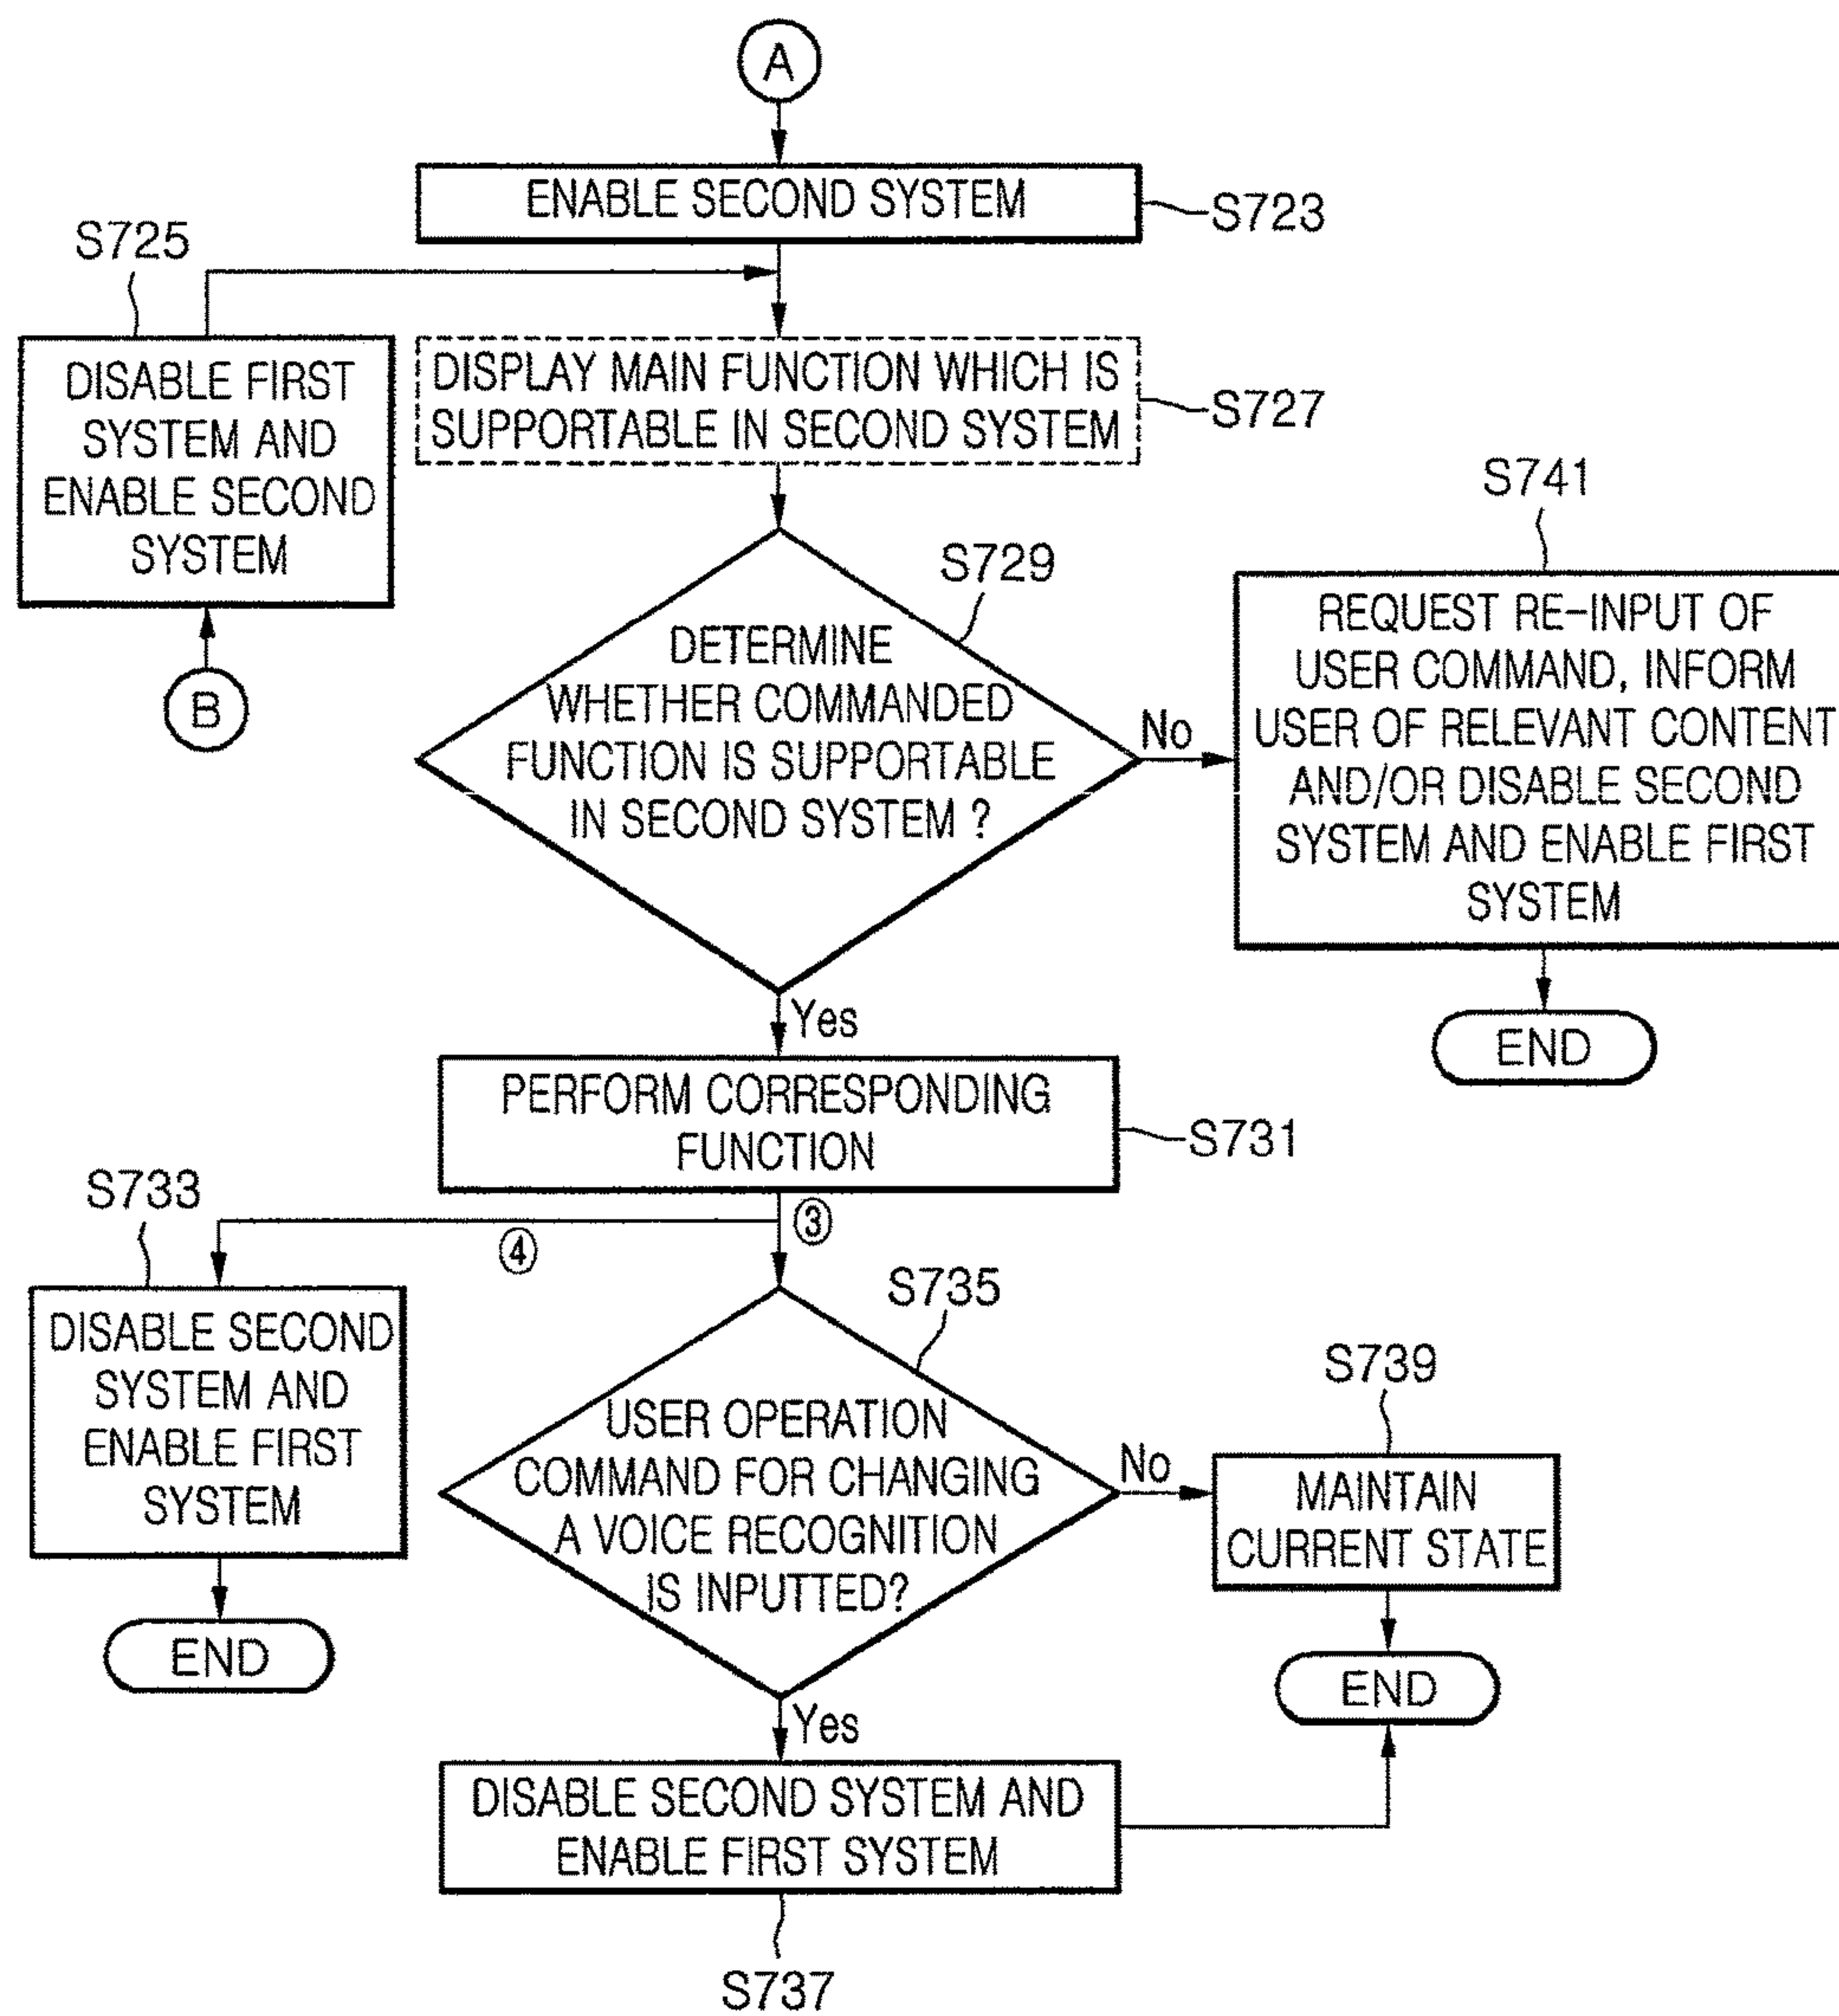 A
ENABLE SECOND SYSTEM
S723
S725
DISABLE FIRST
SYSTEM AND
ENABLE SECOND
SYSTEM
B
DISPLAY MAIN FUNCTION WHICH IS
SUPPORTABLE IN SECOND SYSTEM
S727
S729
DETERMINE
WHETHER COMMANDED
FUNCTION IS SUPPORTABLE
IN SECOND SYSTEM ?
No
S741
REQUEST RE-INPUT OF
USER COMMAND, INFORM
USER OF RELEVANT CONTENT
AND/OR DISABLE SECOND
SYSTEM AND ENABLE FIRST
SYSTEM
END
Yes
PERFORM CORRESPONDING
FUNCTION
S731
③
④
S733
DISABLE SECOND
SYSTEM AND
ENABLE FIRST
SYSTEM
END
S735
USER OPERATION
COMMAND FOR CHANGING
A VOICE RECOGNITION
IS INPUTTED?
No
S739
MAINTAIN
CURRENT STATE
END
Yes
DISABLE SECOND SYSTEM AND
ENABLE FIRST SYSTEM
S737